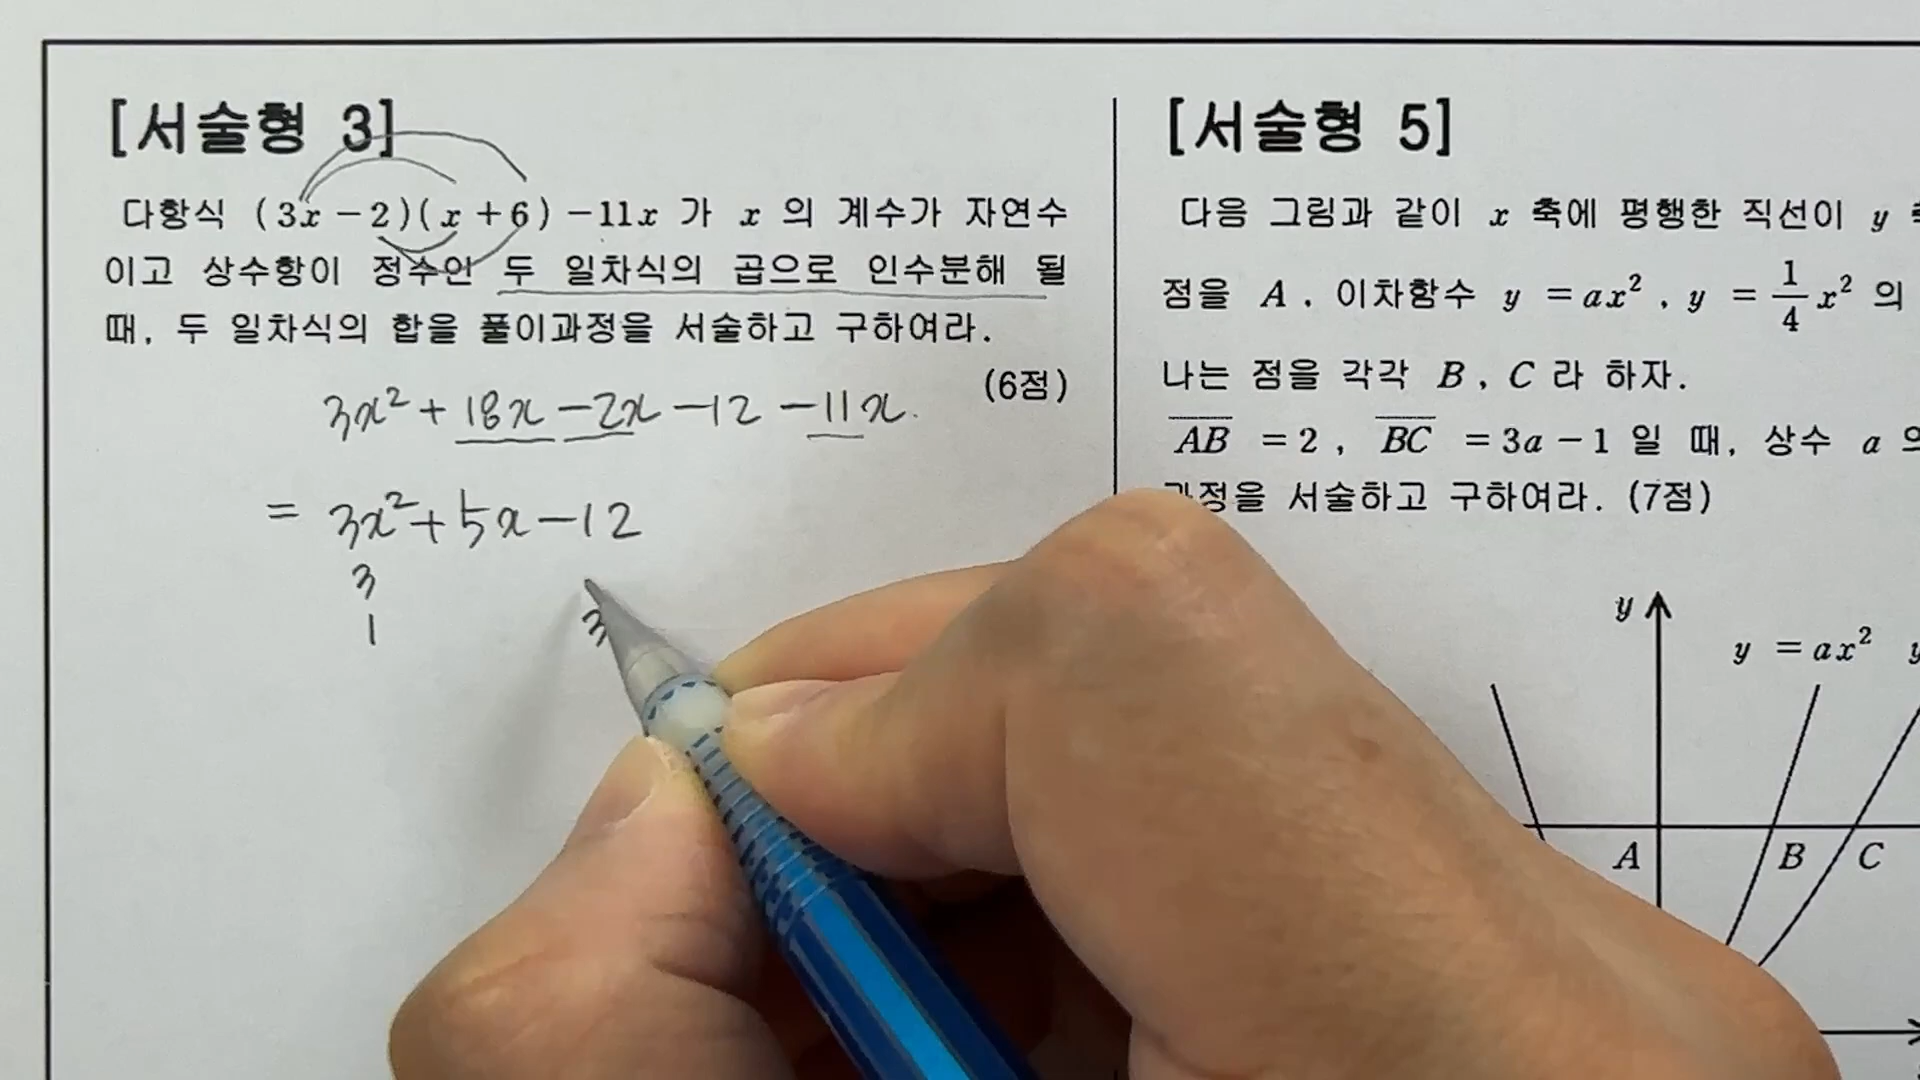 [서술형 3]
다항식 (3x-2)(x+6)-11x 가 x 의 계수가 자연수
이고 상수항이 정수인 두 일차식의 곱으로 인수분해 될
때, 두 일차식의 합을 풀이과정을 서술하고 구하여라.
(6점)
3x²+18x-2x-12-11x.
= 3x²+5x-12
3
1 3
[서술형 5]
다음 그림과 같이 x 축에 평행한 직선이 y
점을 A, 이차함수 y =ax², y = 1/4 x² 의
나는 점을 각각 B, C 라 하자.
AB =2, BC =3a-1 일 때, 상수 a
과정을 서술하고 구하여라. (7점)
y
y =ax² y
A B C